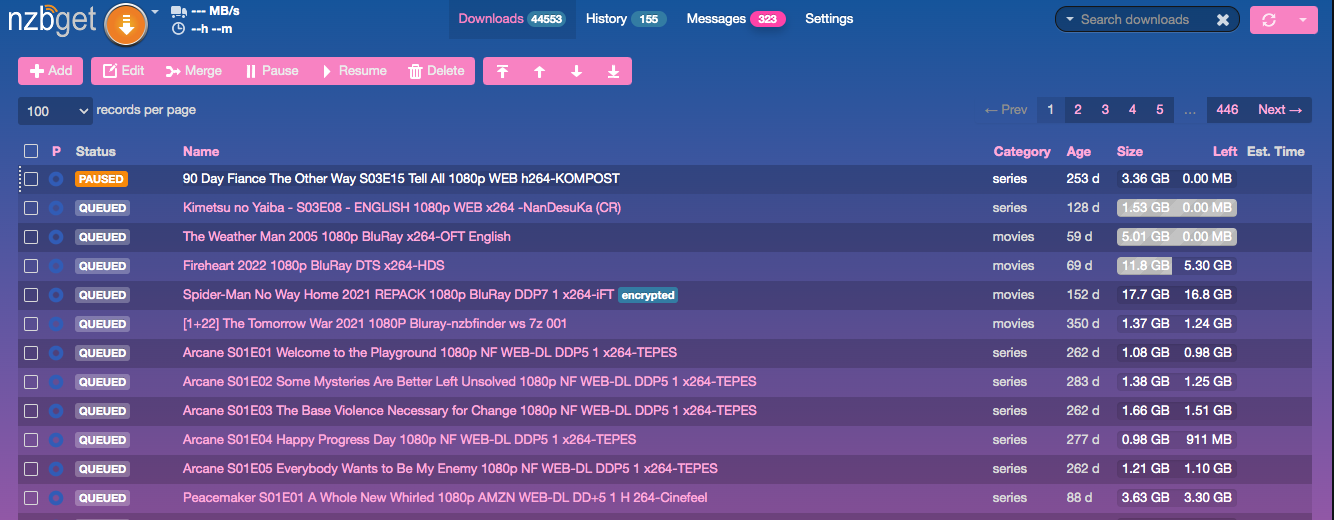 nzbget --- MB/s
--h --m
Downloads 44553 History 155 Messages 323 Settings
Search downloads
Add Edit Merge Pause Resume Delete
100 records per page
← Prev 1 2 3 4 5 ... 446 Next →
P Status Name Category Age Size Left Est. Time
PAUSED 90 Day Fiance The Other Way S03E15 Tell All 1080p WEB h264-KOMPOST series 253 d 3.36 GB 0.00 MB
QUEUED Kimetsu no Yaiba - S03E08 - ENGLISH 1080p WEB x264 -NanDesuKa (CR) series 128 d 1.53 GB 0.00 MB
QUEUED The Weather Man 2005 1080p BluRay x264-OFT English movies 59 d 5.01 GB 0.00 MB
QUEUED Fireheart 2022 1080p BluRay DTS x264-HDS movies 69 d 11.8 GB 5.30 GB
QUEUED Spider-Man No Way Home 2021 REPACK 1080p BluRay DDP7 1 x264-iFT encrypted movies 152 d 17.7 GB 16.8 GB
QUEUED [1+22] The Tomorrow War 2021 1080P Bluray-nzbfinder ws 7z 001 movies 350 d 1.37 GB 1.24 GB
QUEUED Arcane S01E01 Welcome to the Playground 1080p NF WEB-DL DDP5 1 x264-TEPES series 262 d 1.08 GB 0.98 GB
QUEUED Arcane S01E02 Some Mysteries Are Better Left Unsolved 1080p NF WEB-DL DDP5 1 x264-TEPES series 283 d 1.38 GB 1.25 GB
QUEUED Arcane S01E03 The Base Violence Necessary for Change 1080p NF WEB-DL DDP5 1 x264-TEPES series 262 d 1.66 GB 1.51 GB
QUEUED Arcane S01E04 Happy Progress Day 1080p NF WEB-DL DDP5 1 x264-TEPES series 277 d 0.98 GB 911 MB
QUEUED Arcane S01E05 Everybody Wants to Be My Enemy 1080p NF WEB-DL DDP5 1 x264-TEPES series 262 d 1.21 GB 1.10 GB
QUEUED Peacemaker S01E01 A Whole New Whirled 1080p AMZN WEB-DL DD+5 1 H 264-Cinefeel series 88 d 3.63 GB 3.30 GB